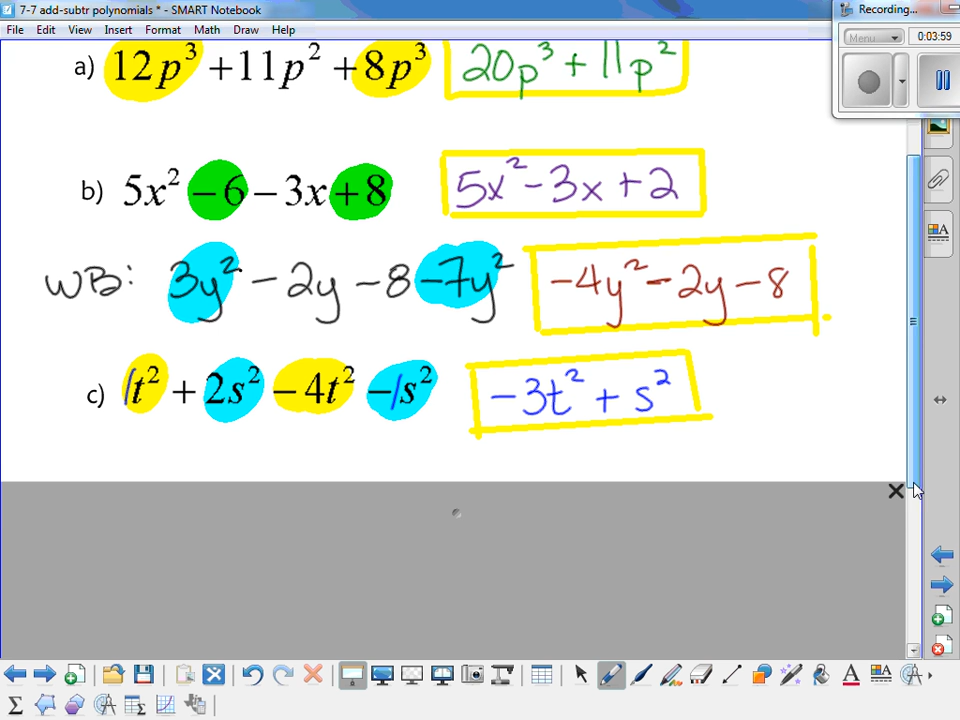 7-7 add-subtr polynomials * - SMART Notebook
Recording...
File Edit View Insert Format Math Draw Help
Menu
00:03:59
a) 12p³ +11p² +8p³ 20p³ + 11p²
b) 5x² − 6 − 3x + 8 5x² - 3x + 2
WB: 3y² - 2y - 8 - 7y² -4y² - 2y - 8
c) 1t² + 2s² − 4t² − 1s² -3t² + s²